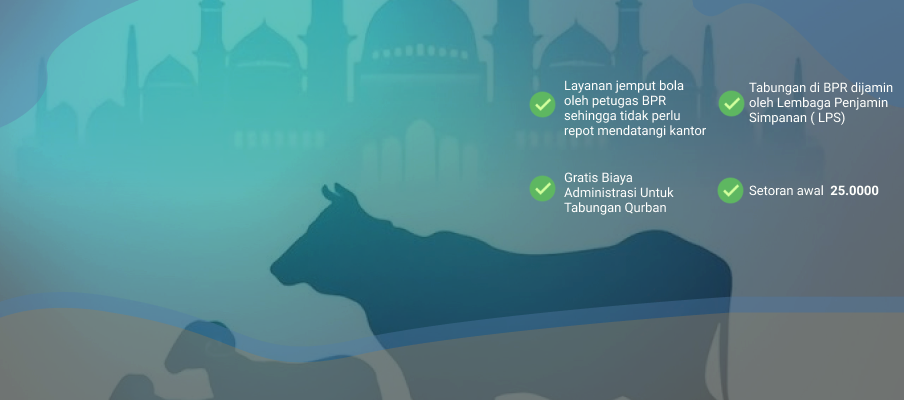 Layanan jemput bola
oleh petugas BPR
sehingga tidak perlu
repot mendatangi kantor
Tabungan di BPR dijamin
oleh Lembaga Penjamin
Simpanan ( LPS)
Gratis Biaya
Administrasi Untuk
Tabungan Qurban
Setoran awal 25.0000